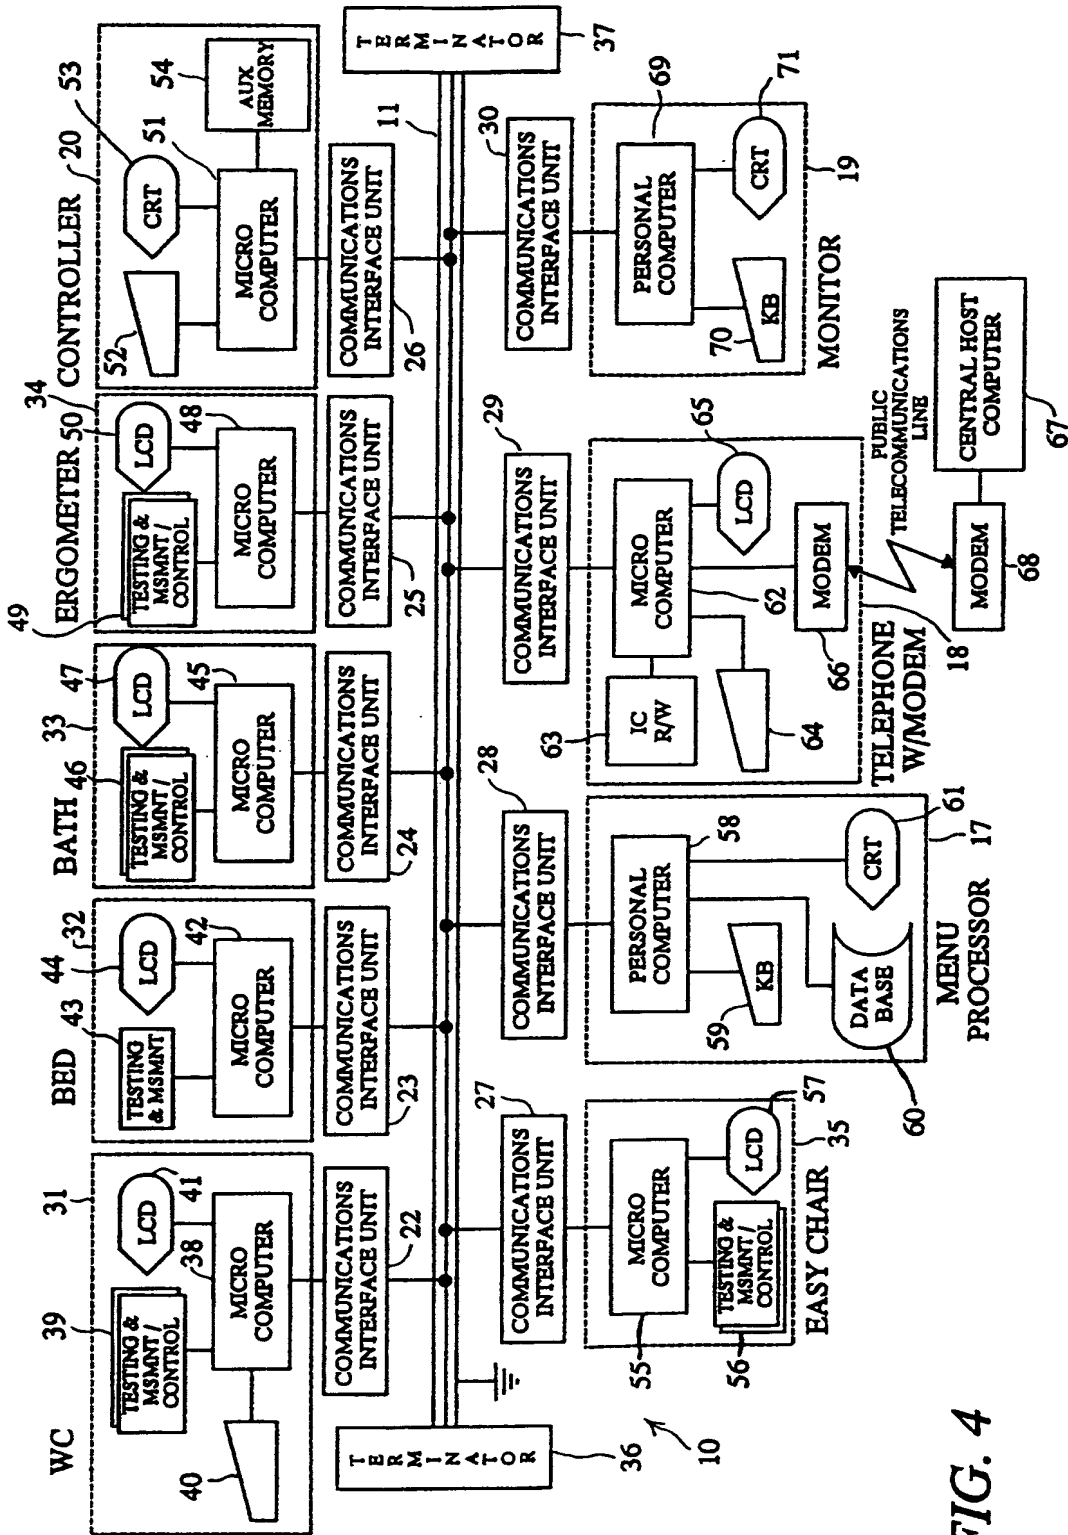 WC
31
39
TESTING &
MSMNT /
CONTROL
LCD
41
38
MICRO
COMPUTER
40
COMMUNICATIONS
INTERFACE UNIT
22
BED
32
43
44
TESTING
& MSMNT
LCD
42
MICRO
COMPUTER
COMMUNICATIONS
INTERFACE UNIT
23
BATH
33
46
47
TESTING &
MSMNT /
CONTROL
LCD
45
MICRO
COMPUTER
COMMUNICATIONS
INTERFACE UNIT
24
ERGOMETER
34
49
50
TESTING &
MSMNT /
CONTROL
LCD
48
MICRO
COMPUTER
COMMUNICATIONS
INTERFACE UNIT
25
CONTROLLER
20
53
52
CRT
51
54
MICRO
COMPUTER
AUX
MEMORY
COMMUNICATIONS
INTERFACE UNIT
26
TERMINATOR
36
11
TERMINATOR
37
10
27
COMMUNICATIONS
INTERFACE UNIT
MICRO
COMPUTER
55
TESTING &
MSMNT /
CONTROL
56
LCD
57
35
EASY CHAIR
28
COMMUNICATIONS
INTERFACE UNIT
PERSONAL
COMPUTER
58
KB
59
DATA
BASE
60
CRT
61
17
MENU
PROCESSOR
29
COMMUNICATIONS
INTERFACE UNIT
MICRO
COMPUTER
62
IC
R/W
63
64
LCD
65
MODEM
66
18
TELEPHONE
W/MODEM
PUBLIC
TELECOMMUNICATIONS
LINE
MODEM
68
CENTRAL HOST
COMPUTER
67
30
COMMUNICATIONS
INTERFACE UNIT
PERSONAL
COMPUTER
69
KB
70
CRT
71
19
MONITOR
FIG. 4